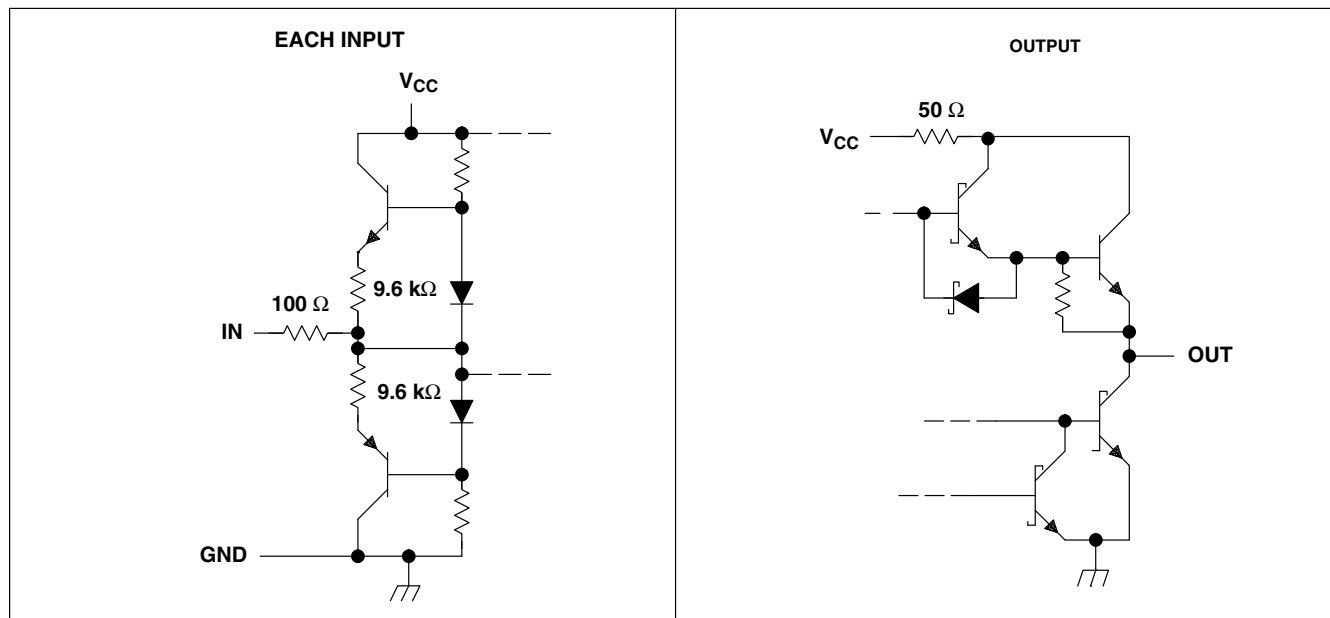 EACH INPUT
VCC
9.6 kΩ
100 Ω
IN
9.6 kΩ
GND
OUTPUT
50 Ω
VCC
OUT